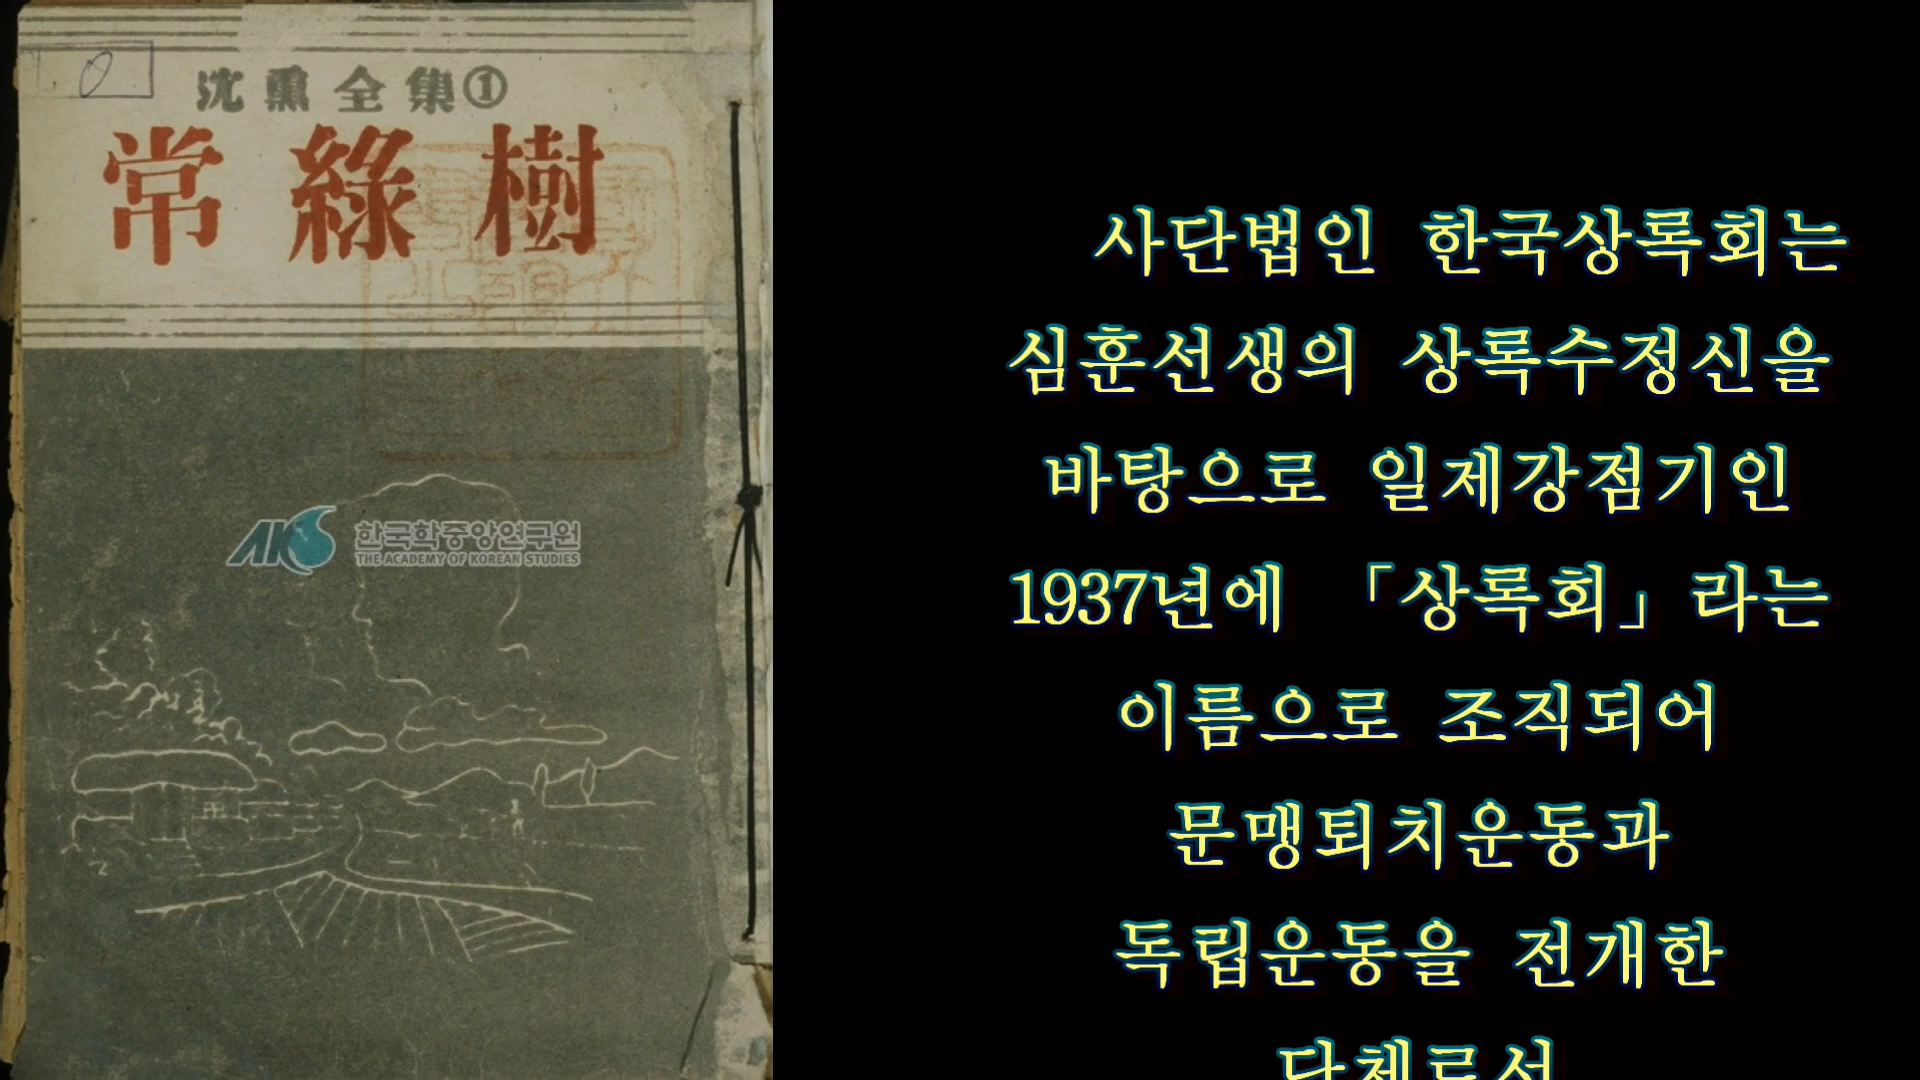 沈熏全集①
常綠樹
한국학중앙연구원
THE ACADEMY OF KOREAN STUDIES
사단법인 한국상록회는
심훈선생의 상록수정신을
바탕으로 일제강점기인
1937년에 「상록회」라는
이름으로 조직되어
문맹퇴치운동과
독립운동을 전개한
단체로서